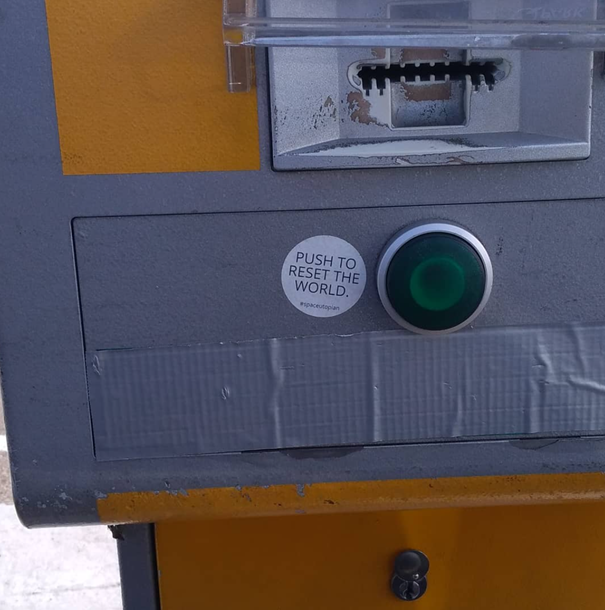 PUSH TO
RESET THE
WORLD.
#spaceutopian